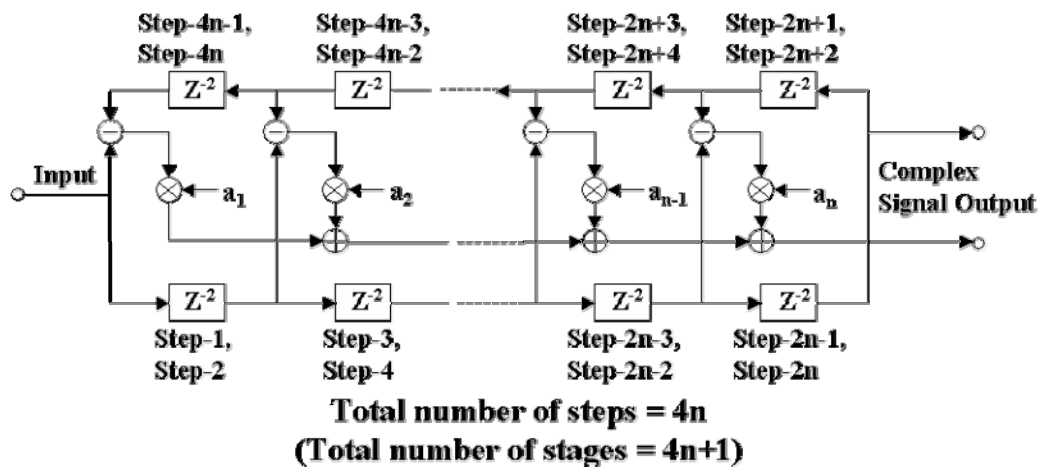 Step-4n-1,
Step-4n
Step-4n-3,
Step-4n-2
Step-2n+3,
Step-2n+4
Step-2n+1,
Step-2n+2
Z⁻²
Z⁻²
Z⁻²
Z⁻²
Input
a₁
a₂
aₙ₋₁
aₙ
Complex
Signal Output
Z⁻²
Z⁻²
Z⁻²
Z⁻²
Step-1,
Step-2
Step-3,
Step-4
Step-2n-3,
Step-2n-2
Step-2n-1,
Step-2n
Total number of steps = 4n
(Total number of stages = 4n+1)